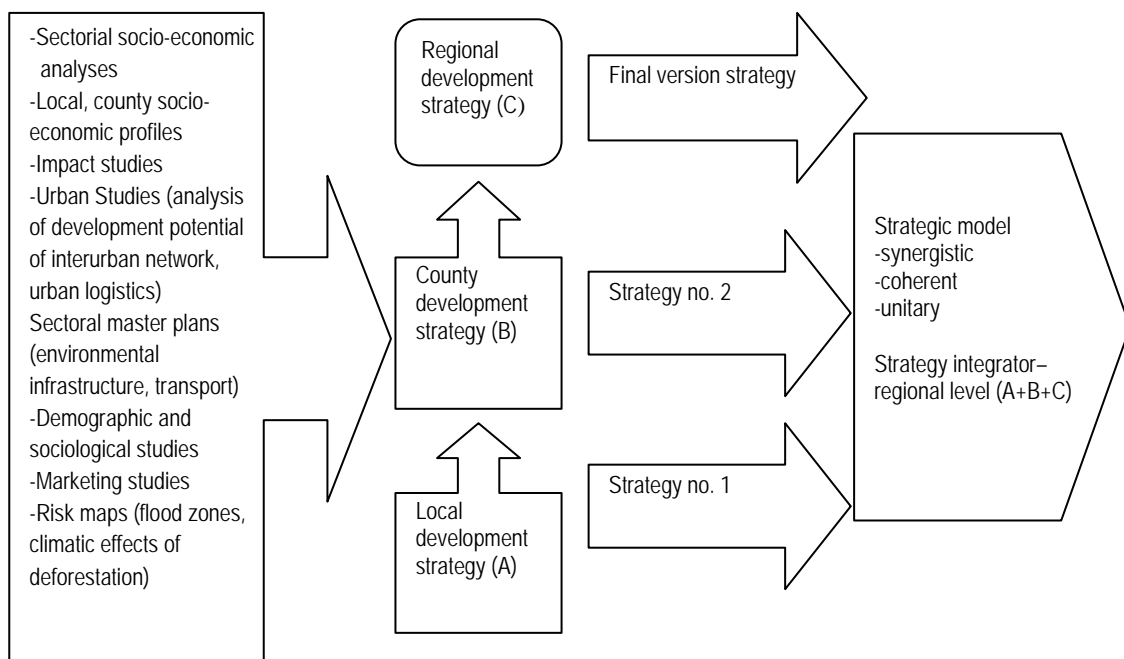 -Sectorial socio-economic
analyses
-Local, county socio-
economic profiles
-Impact studies
-Urban Studies (analysis
of development potential
of interurban network,
urban logistics)
Sectoral master plans
(environmental
infrastructure, transport)
-Demographic and
sociological studies
-Marketing studies
-Risk maps (flood zones,
climatic effects of
deforestation)
Regional
development
strategy (C)
County
development
strategy (B)
Local
development
strategy (A)
Final version strategy
Strategy no. 2
Strategy no. 1
Strategic model
-synergistic
-coherent
-unitary
Strategy integrator–
regional level (A+B+C)